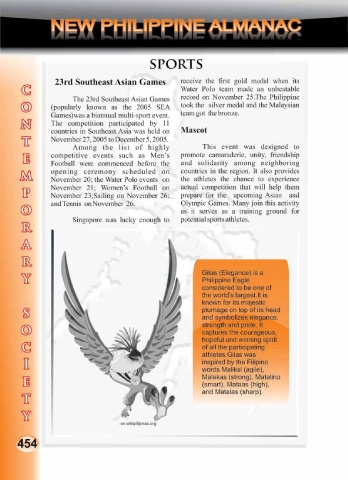 NEW PHILIPPINE ALMANAC
SPORTS
23rd Southeast Asian Games
The 23rd Southeast Asian Games
(popularly known as the 2005 SEA
Games)was a biannual multi-sport event.
The competition participated by 11
countries in Southeast Asia was held on
November 27, 2005 to December 5, 2005.
Among the list of highly
competitive events such as Men's
Football were commenced before the
opening ceremony scheduled on
November 20; the Water Polo events on
November 21; Women's Football on
November 23;Sailing on November 26;
and Tennis on November 26.
Singapore was lucky enough to
receive the first gold medal when its
Water Polo team made an unbeatable
record on November 25.The Philippine
took the silver medal and the Malaysian
team got the bronze.
Mascot
This event was designed to
promote camaraderie, unity, friendship
and solidarity among neighboring
countries in the region. It also provides
the athletes the chance to experience
actual competition that will help them
prepare for the upcoming Asian and
Olympic Games. Many join this activity
as it serves as a training ground for
potential sports athletes.
Gilas (Elegance) is a
Philippine Eagle
considered to be one of
the world's largest.It is
known for its majestic
plumage on top of its head
and symbolizes elegance,
strength and pride. It
captures the courageous,
hopeful and winning spirit
of all the participating
athletes.Gilas was
inspired by the Filipino
words Maliksi (agile),
Malakas (strong), Matalino
(smart), Mataas (high),
and Matalas (sharp).
en.wikipilipinas.org
CONTEMPORARY
SOCIETY
454